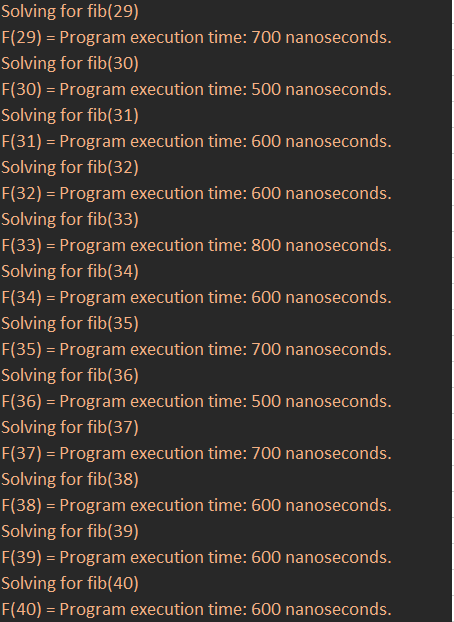 Solving for fib(29)
F(29) = Program execution time: 700 nanoseconds.
Solving for fib(30)
F(30) = Program execution time: 500 nanoseconds.
Solving for fib(31)
F(31) = Program execution time: 600 nanoseconds.
Solving for fib(32)
F(32) = Program execution time: 600 nanoseconds.
Solving for fib(33)
F(33) = Program execution time: 800 nanoseconds.
Solving for fib(34)
F(34) = Program execution time: 600 nanoseconds.
Solving for fib(35)
F(35) = Program execution time: 700 nanoseconds.
Solving for fib(36)
F(36) = Program execution time: 500 nanoseconds.
Solving for fib(37)
F(37) = Program execution time: 700 nanoseconds.
Solving for fib(38)
F(38) = Program execution time: 600 nanoseconds.
Solving for fib(39)
F(39) = Program execution time: 600 nanoseconds.
Solving for fib(40)
F(40) = Program execution time: 600 nanoseconds.